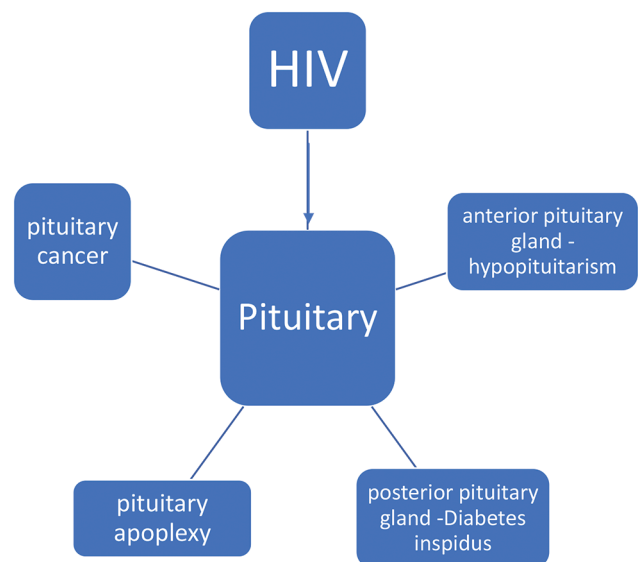 HIV
pituitary
cancer
anterior pituitary
gland -
hypopituitarism
Pituitary
pituitary
apoplexy
posterior pituitary
gland -Diabetes
inspidus